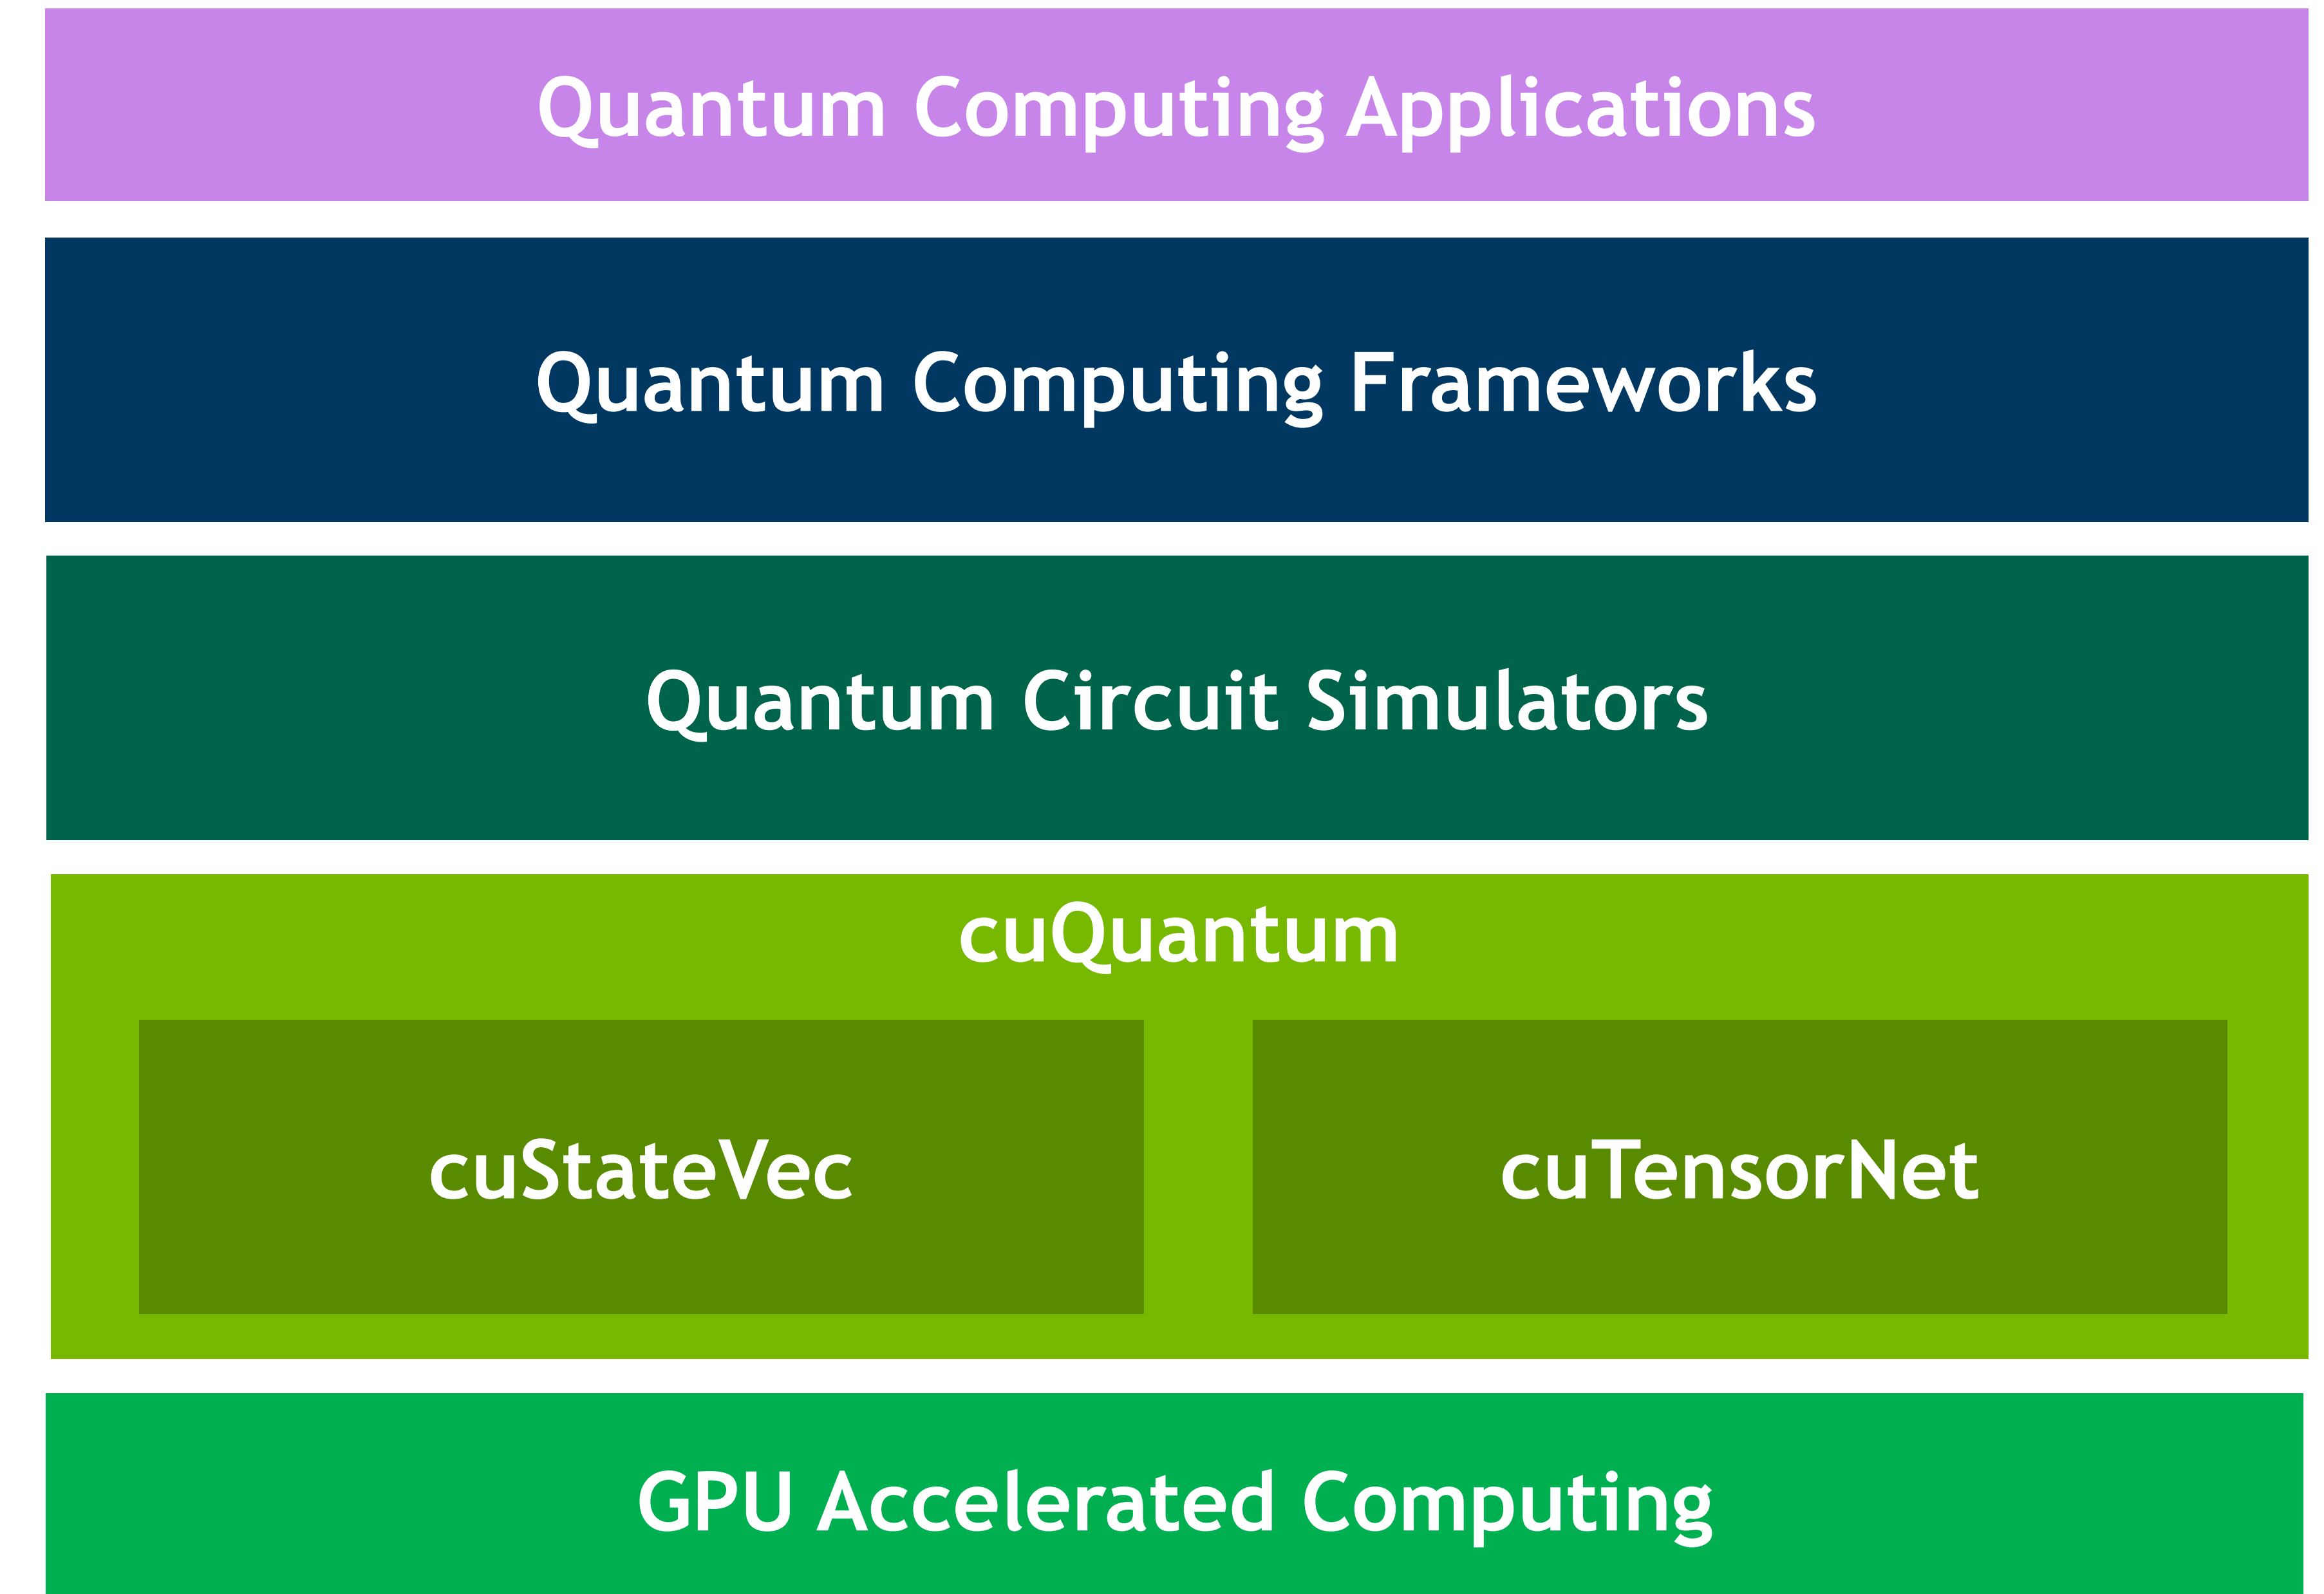 Quantum Computing Applications
Quantum Computing Frameworks
Quantum Circuit Simulators
cuQuantum
cuStateVec
cuTensorNet
GPU Accelerated Computing